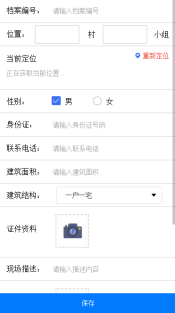 档案编号： 请输入档案编号
位置： 村 小组
当前定位 重新定位
正在获取当前位置...
性别， 男 女
身份证， 请输入身份证号码
联系电话： 请输入联系电话
建筑面积， 请输入建筑面积
建筑结构， 一户一宅
证件资料
现场描述， 请输入描述内容
保存